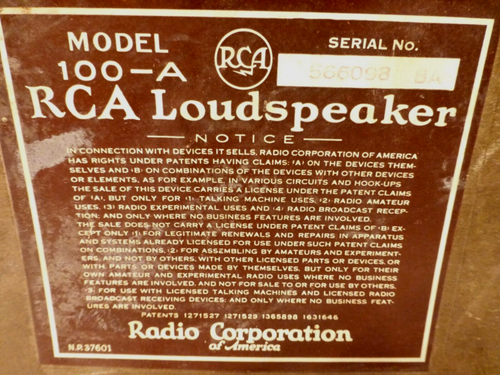 MODEL
100-A
RCA
SERIAL No.
566098 BA
RCA Loudspeaker
NOTICE
IN CONNECTION WITH DEVICES IT SELLS, RADIO CORPORATION OF AMERICA
HAS RIGHTS UNDER PATENTS HAVING CLAIMS: (A) ON THE DEVICES THEM-
SELVES AND (B) ON COMBINATIONS OF THE DEVICES WITH OTHER DEVICES
OR ELEMENTS, AS FOR EXAMPLE, IN VARIOUS CIRCUITS AND HOOK-UPS
THE SALE OF THIS DEVICE CARRIES A LICENSE UNDER THE PATENT CLAIMS
OF (A), BUT ONLY FOR (1) TALKING MACHINE USES, (2) RADIO AMATEUR
USES, (3) RADIO EXPERIMENTAL USES AND (4) RADIO BROADCAST RECEP-
TION; AND ONLY WHERE NO BUSINESS FEATURES ARE INVOLVED.
THE SALE DOES NOT CARRY A LICENSE UNDER PATENT CLAIMS OF (B) EX-
CEPT ONLY (1) FOR LEGITIMATE RENEWALS AND REPAIRS IN APPARATUS
AND SYSTEMS ALREADY LICENSED FOR USE UNDER SUCH PATENT CLAIMS
ON COMBINATIONS, (2) FOR ASSEMBLING BY AMATEURS AND EXPERIMENT-
ERS, AND NOT BY OTHERS, WITH OTHER LICENSED PARTS OR DEVICES, OR
WITH PARTS OR DEVICES MADE BY THEMSELVES, BUT ONLY FOR THEIR
OWN AMATEUR AND EXPERIMENTAL RADIO USES WHERE NO BUSINESS
FEATURES ARE INVOLVED, AND NOT FOR SALE TO OR FOR USE BY OTHERS.
(3) FOR USE WITH LICENSED TALKING MACHINES AND LICENSED RADIO
BROADCAST RECEIVING DEVICES; AND ONLY WHERE NO BUSINESS FEAT-
URES ARE INVOLVED.
PATENTS 1271527 1271529 1365898 1631646
Radio Corporation
of America
N.P. 37601